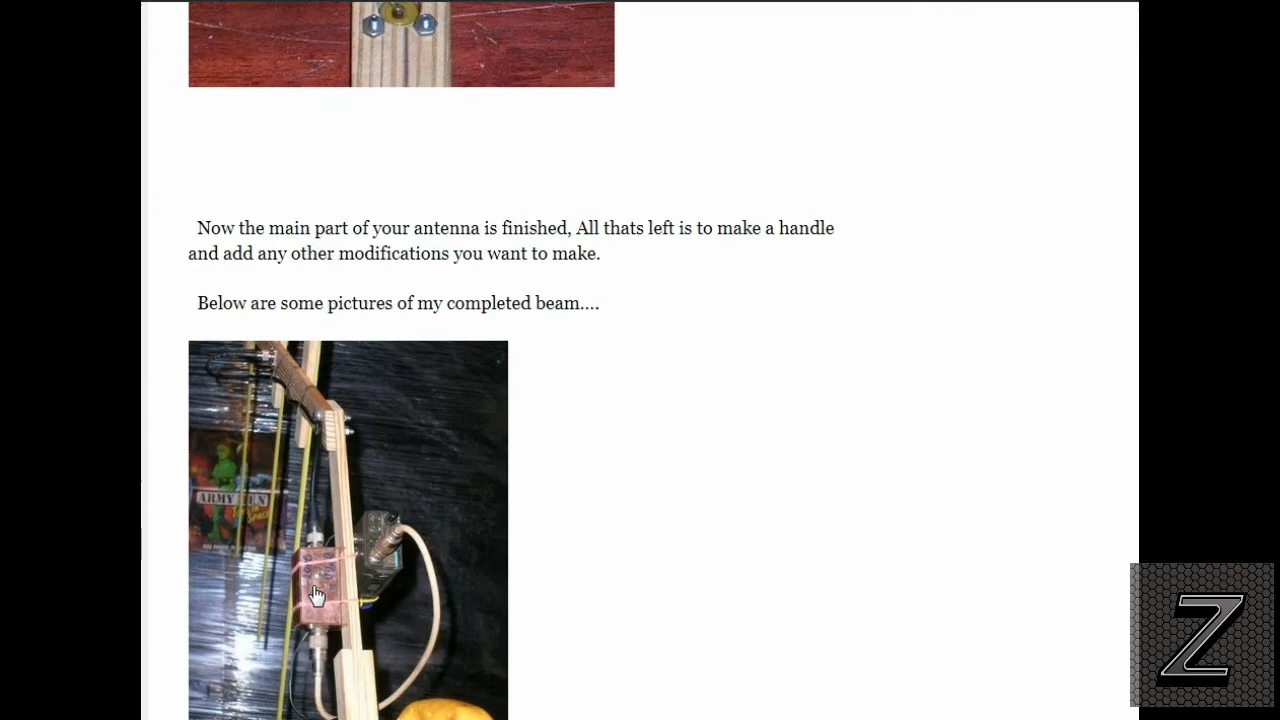 Now the main part of your antenna is finished, All thats left is to make a handle
and add any other modifications you want to make.
Below are some pictures of my completed beam....
ARMY MEN
Z